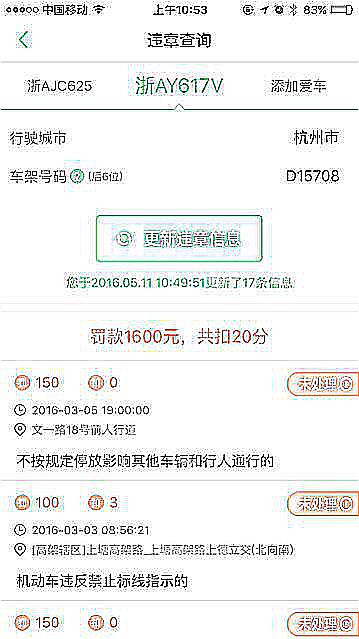 中国移动 上午10:53 83%
违章查询
浙AJC625 浙AY617V 添加爱车
行驶城市 杭州市
车架号码 (后6位) D15708
更新违章信息
您于2016.05.11 10:49:51更新了17条信息
罚款1600元，共扣20分
150 0 未处理
2016-03-05 19:00:00
文一路18号前人行道
不按规定停放影响其他车辆和行人通行的
100 3 未处理
2016-03-03 08:56:21
[高架辖区]上塘高架路_上塘高架路上德立交(北向南)
机动车违反禁止标线指示的
150 0 未处理